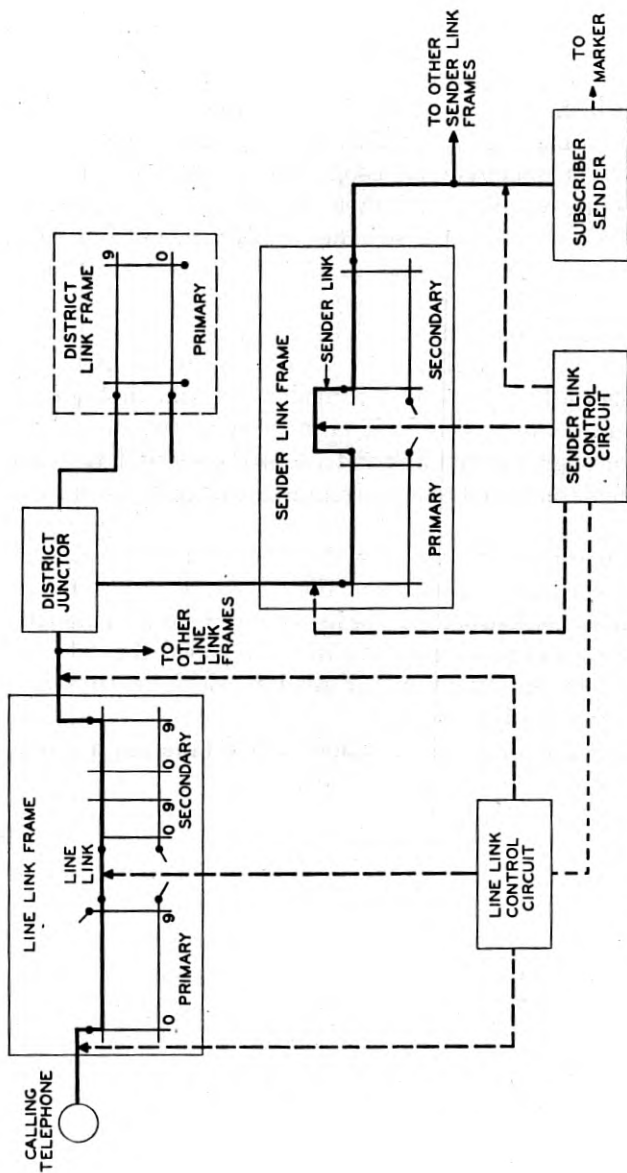 CALLING
TELEPHONE
LINE LINK FRAME
LINE
LINK
0
9
PRIMARY
0
9
0
9
SECONDARY
TO OTHER
LINE LINK
FRAMES
DISTRICT
JUNCTOR
DISTRICT
LINK FRAME
9
0
PRIMARY
SENDER LINK FRAME
SENDER LINK
PRIMARY
SECONDARY
TO OTHER
SENDER LINK
FRAMES
LINE LINK
CONTROL
CIRCUIT
SENDER LINK
CONTROL
CIRCUIT
SUBSCRIBER
SENDER
TO
MARKER